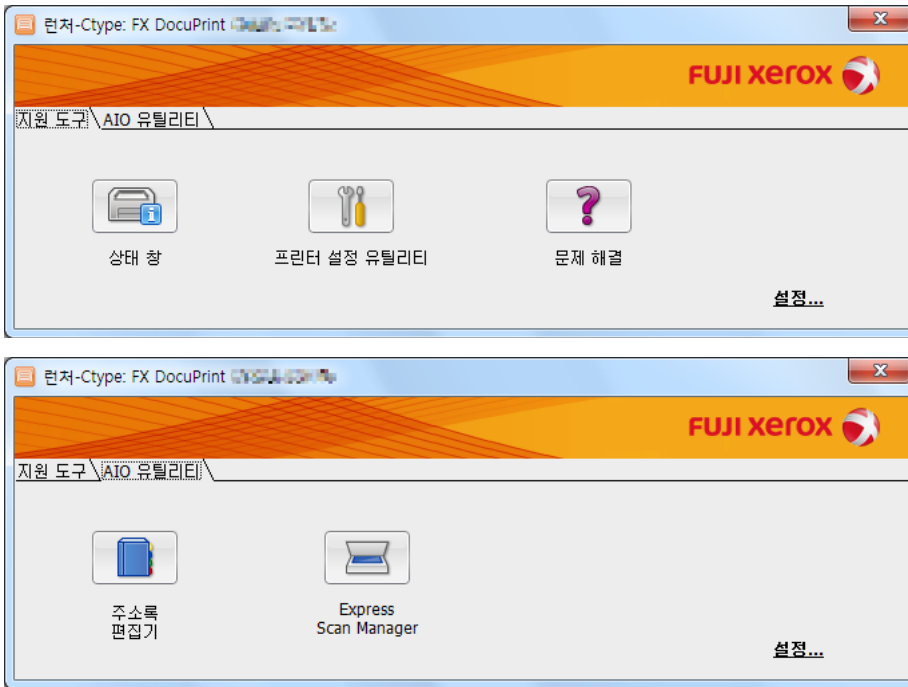 런처-Ctype: FX DocuPrint
FUJI xerox
지원 도구 AIO 유틸리티
상태 창 프린터 설정 유틸리티 문제 해결
설정...
런처-Ctype: FX DocuPrint
FUJI xerox
지원 도구 AIO 유틸리티
주소록 Express
편집기 Scan Manager
설정...